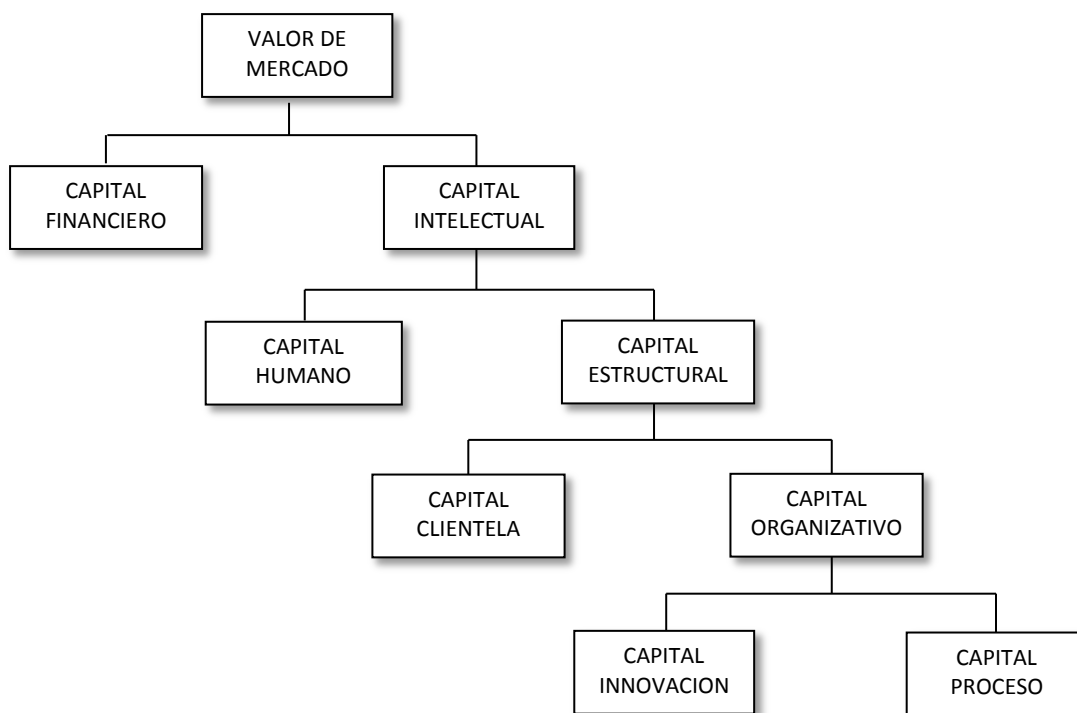 VALOR DE
MERCADO
CAPITAL
FINANCIERO
CAPITAL
INTELECTUAL
CAPITAL
HUMANO
CAPITAL
ESTRUCTURAL
CAPITAL
CLIENTELA
CAPITAL
ORGANIZATIVO
CAPITAL
INNOVACION
CAPITAL
PROCESO